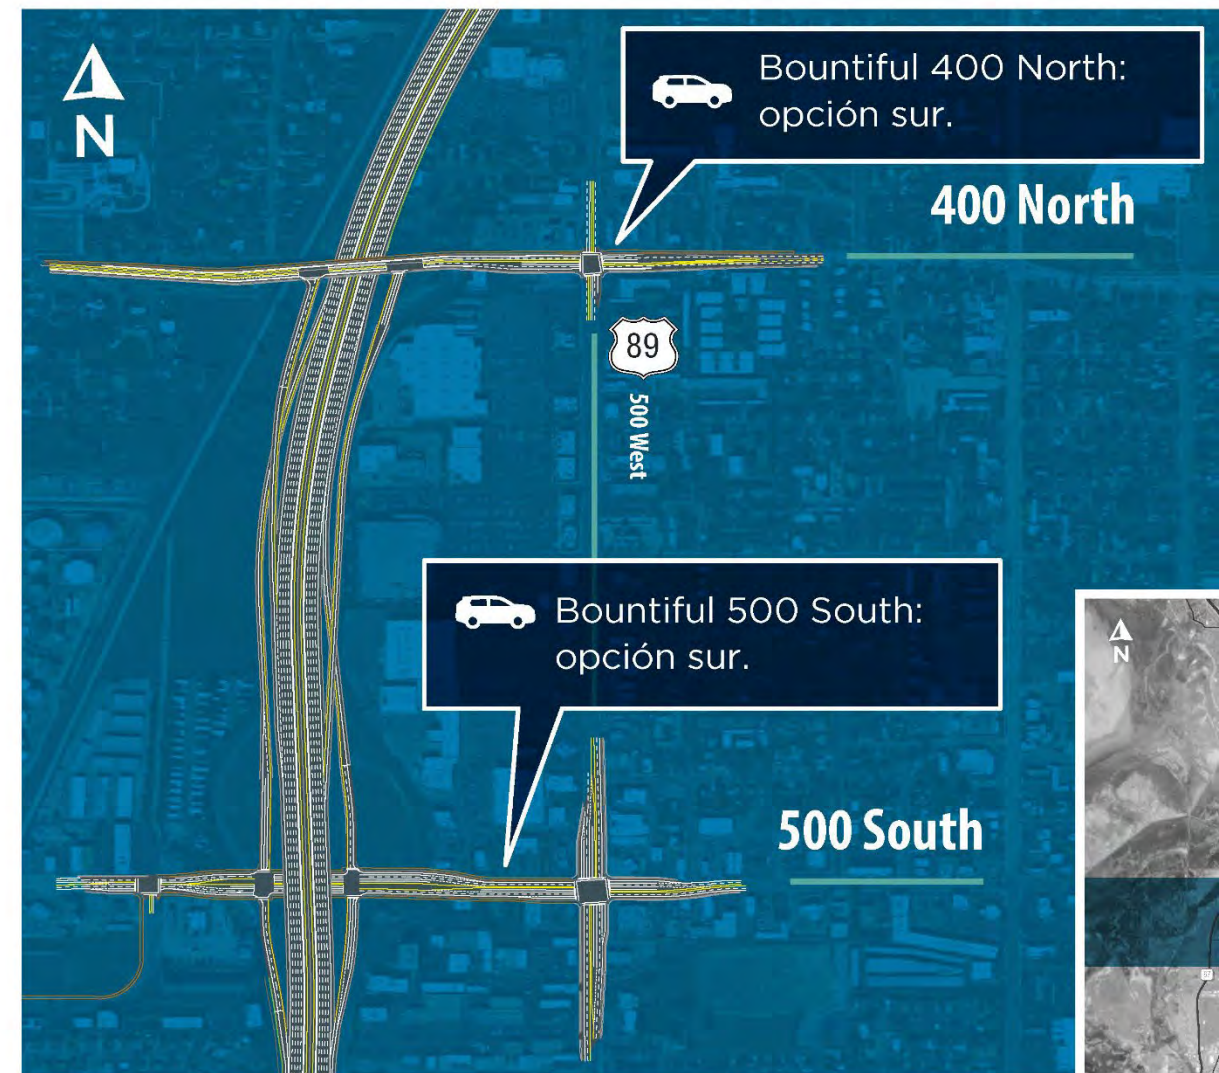 N
Bountiful 400 North:
opción sur.
400 North
89
500 West
Bountiful 500 South:
opción sur.
500 South
N